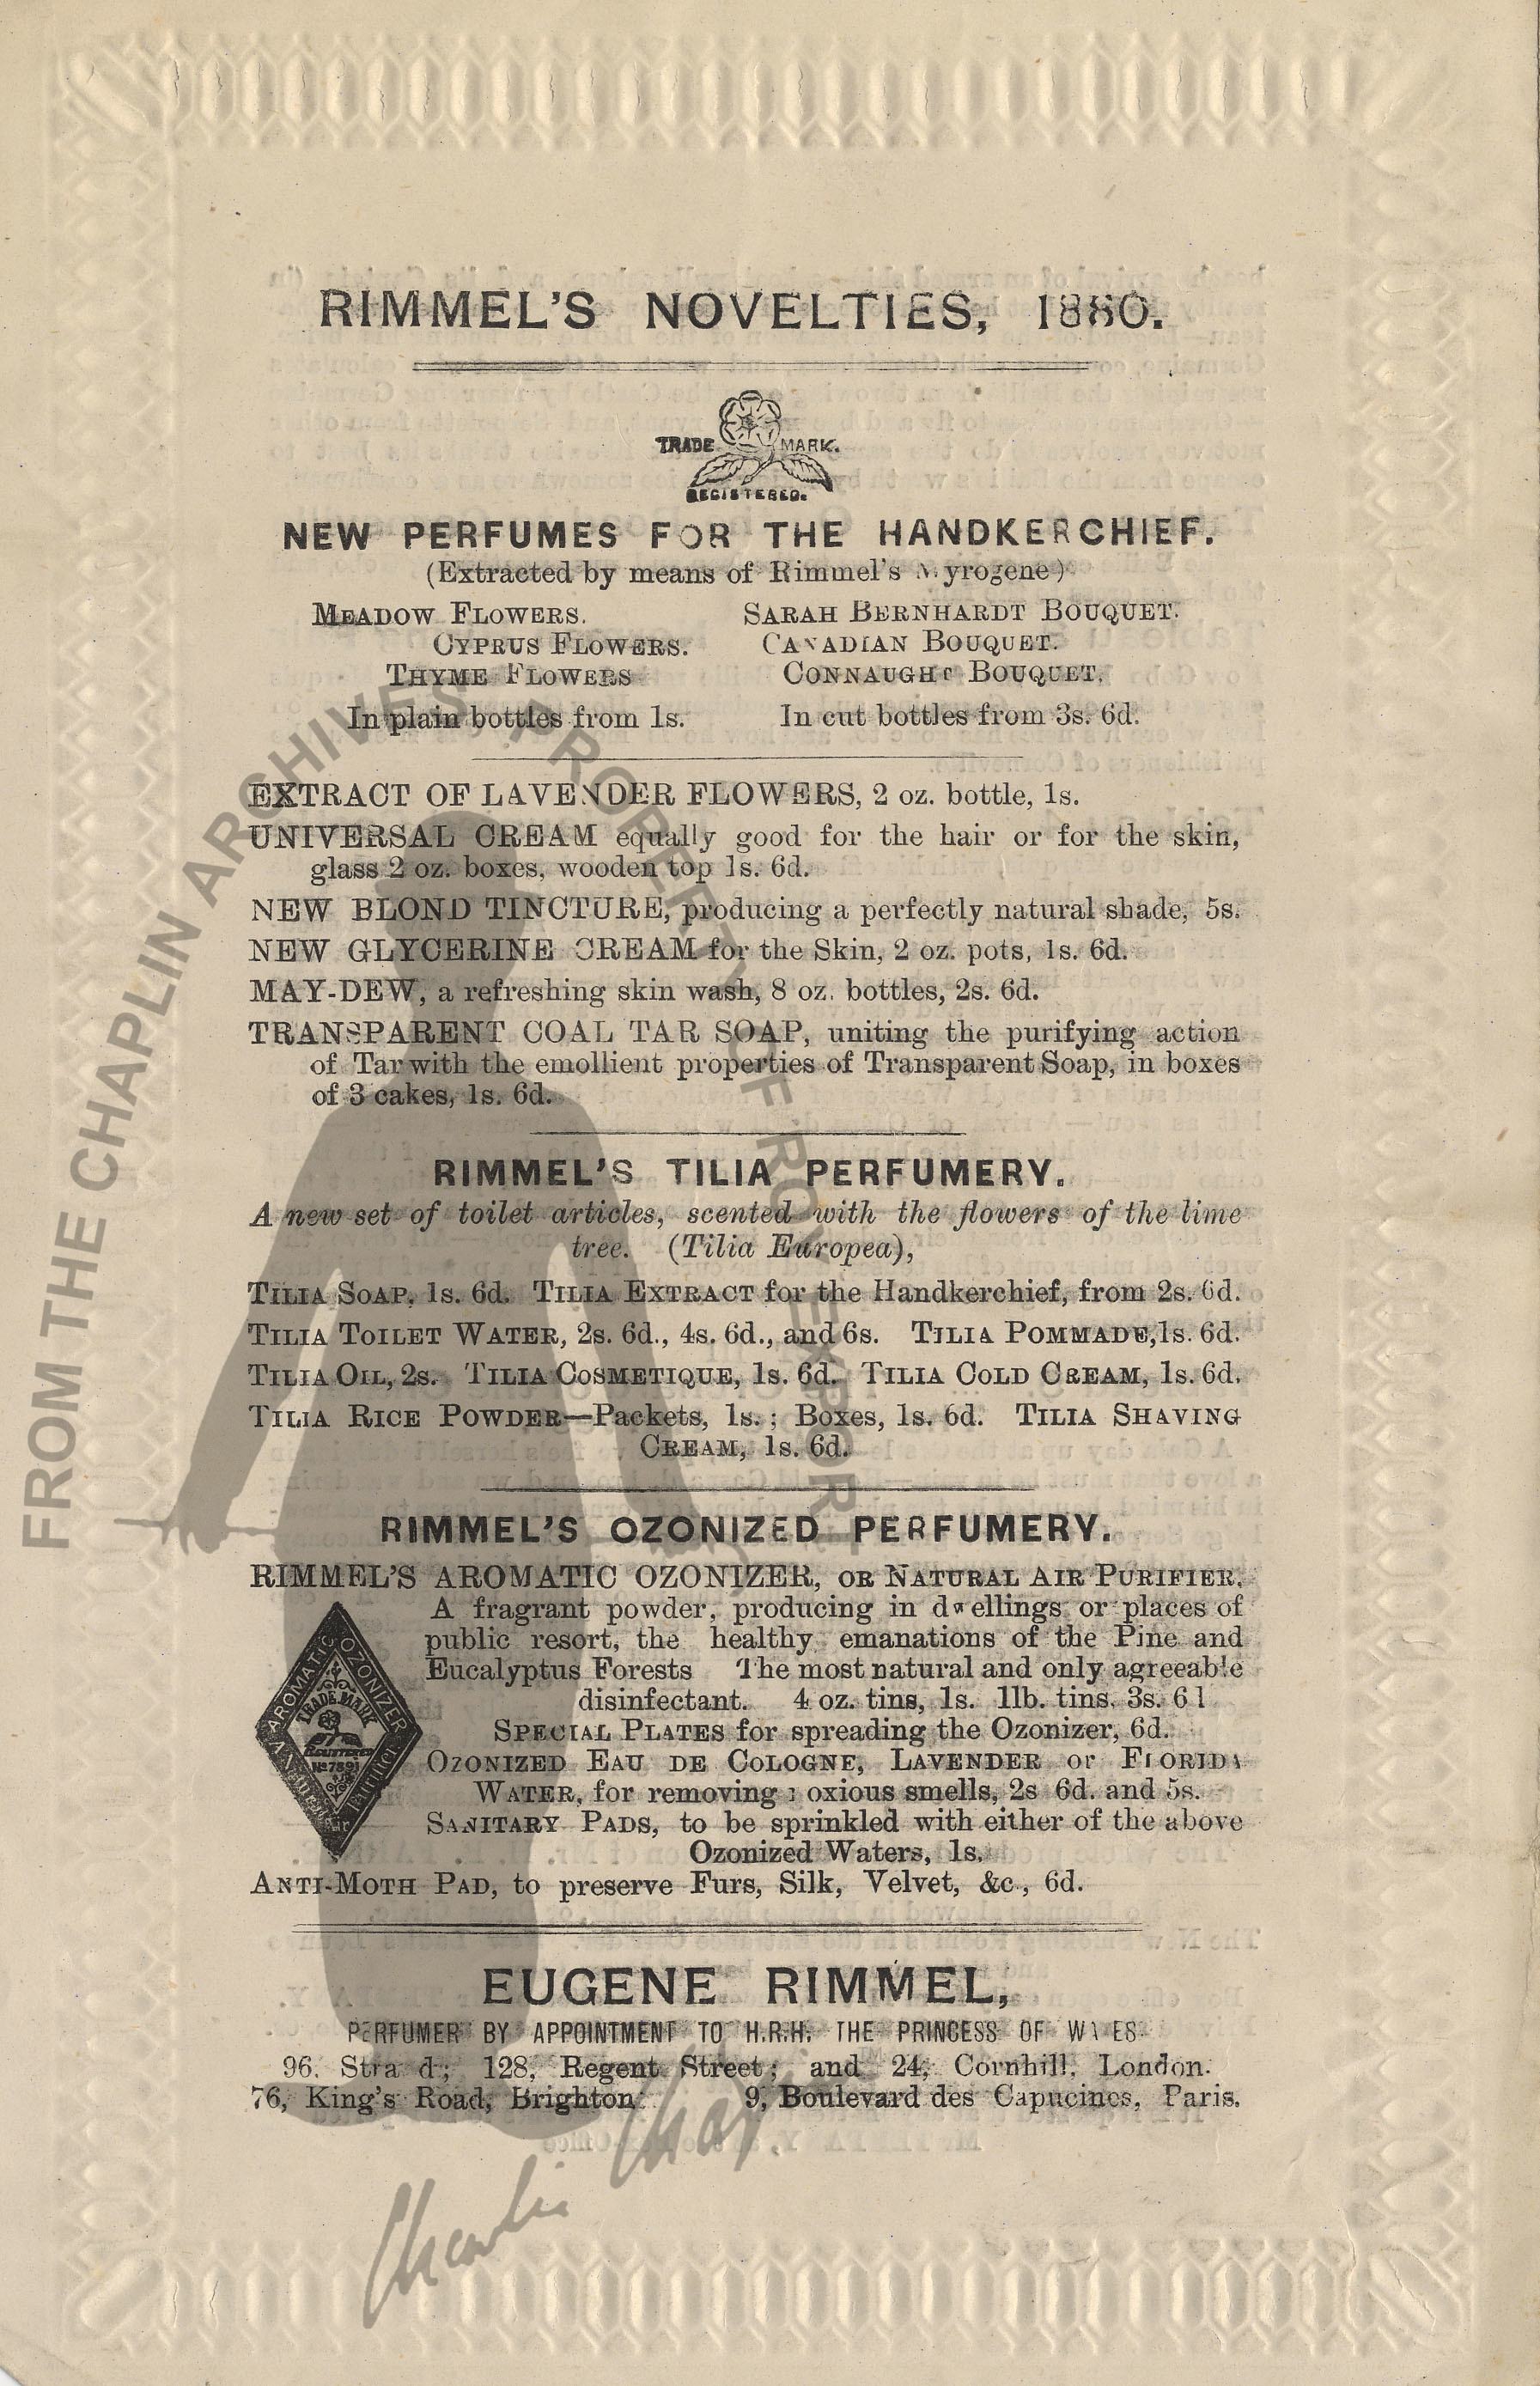 RIMMEL'S NOVELTIES, 1880.
TRADE MARK.
REGISTERED.
NEW PERFUMES FOR THE HANDKERCHIEF.
(Extracted by means of Rimmel's Myrogene)
MEADOW FLOWERS. SARAH BERNHARDT BOUQUET.
CYPRUS FLOWERS. CANADIAN BOUQUET.
THYME FLOWERS CONNAUGHT BOUQUET.
In plain bottles from 1s. In cut bottles from 3s. 6d.
EXTRACT OF LAVENDER FLOWERS, 2 oz. bottle, 1s.
UNIVERSAL CREAM equally good for the hair or for the skin,
glass 2 oz. boxes, wooden top 1s. 6d.
NEW BLOND TINCTURE, producing a perfectly natural shade, 5s.
NEW GLYCERINE CREAM for the Skin, 2 oz. pots, 1s. 6d.
MAY-DEW, a refreshing skin wash, 8 oz. bottles, 2s. 6d.
TRANSPARENT COAL TAR SOAP, uniting the purifying action
of Tar with the emollient properties of Transparent Soap, in boxes
of 3 cakes, 1s. 6d.
RIMMEL'S TILIA PERFUMERY.
A new set of toilet articles, scented with the flowers of the lime
tree. (Tilia Europea),
TILIA SOAP, 1s. 6d. TILIA EXTRACT for the Handkerchief, from 2s. 6d.
TILIA TOILET WATER, 2s. 6d., 4s. 6d., and 6s. TILIA POMMADE, 1s. 6d.
TILIA OIL, 2s. TILIA COSMETIQUE, 1s. 6d. TILIA COLD CREAM, 1s. 6d.
TILIA RICE POWDER—Packets, 1s.; Boxes, 1s. 6d. TILIA SHAVING
CREAM, 1s. 6d.
RIMMEL'S OZONIZED PERFUMERY.
RIMMEL'S AROMATIC OZONIZER, OR NATURAL AIR PURIFIER.
A fragrant powder, producing in dwellings or places of
public resort, the healthy emanations of the Pine and
Eucalyptus Forests The most natural and only agreeable
disinfectant. 4 oz. tins, 1s. 1lb. tins. 3s. 6d
SPECIAL PLATES for spreading the Ozonizer, 6d.
OZONIZED EAU DE COLOGNE, LAVENDER or FLORIDA
WATER, for removing noxious smells, 2s 6d. and 5s.
SANITARY PADS, to be sprinkled with either of the above
Ozonized Waters, 1s.
ANTI-MOTH PAD, to preserve Furs, Silk, Velvet, &c., 6d.
AROMATIC OZONIZER
TRADE MARK
REGISTERED
No 7891
EUGENE RIMMEL,
PERFUMER BY APPOINTMENT TO H.R.H. THE PRINCESS OF WALES
96. Strand; 128, Regent Street; and 24, Cornhill, London.
76, King's Road, Brighton. 9, Boulevard des Capucines, Paris.
FROM THE CHAPLIN ARCHIVES. PROPERTY OF ROY EXPORT
Charlie Chaplin